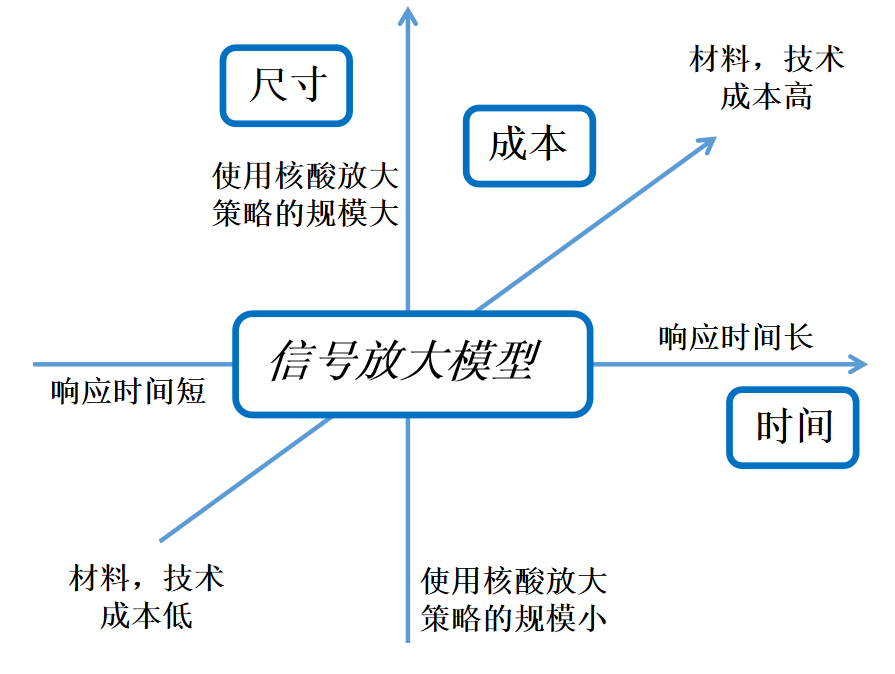 尺寸
材料，技术
成本高
成本
使用核酸放大
策略的规模大
信号放大模型
响应时间长
响应时间短
时间
材料，技术
成本低
使用核酸放大
策略的规模小